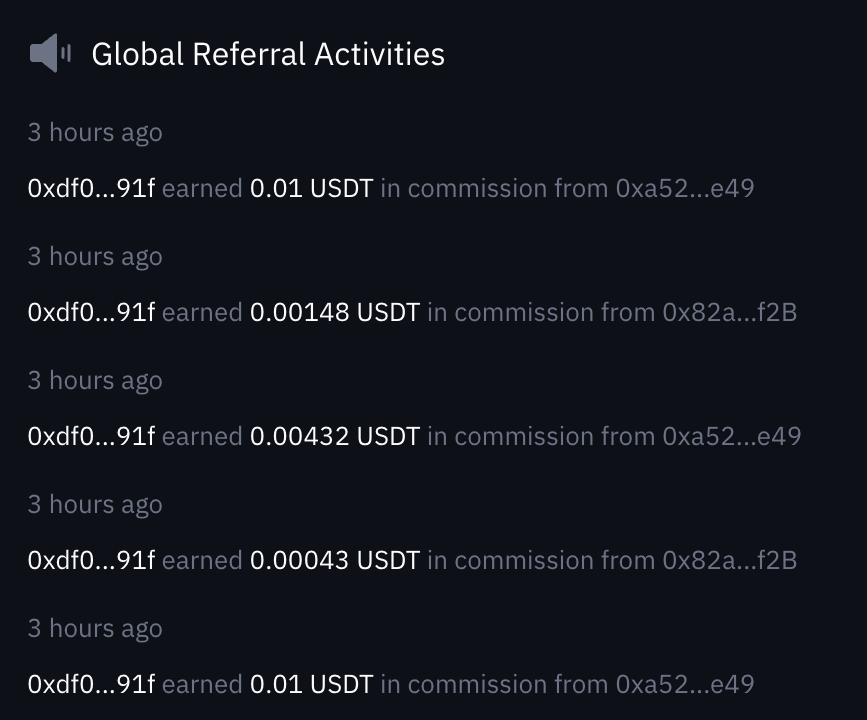 Global Referral Activities
3 hours ago
0xdf0...91f earned 0.01 USDT in commission from 0xa52...e49
3 hours ago
0xdf0...91f earned 0.00148 USDT in commission from 0x82a...f2B
3 hours ago
0xdf0...91f earned 0.00432 USDT in commission from 0xa52...e49
3 hours ago
0xdf0...91f earned 0.00043 USDT in commission from 0x82a...f2B
3 hours ago
0xdf0...91f earned 0.01 USDT in commission from 0xa52...e49